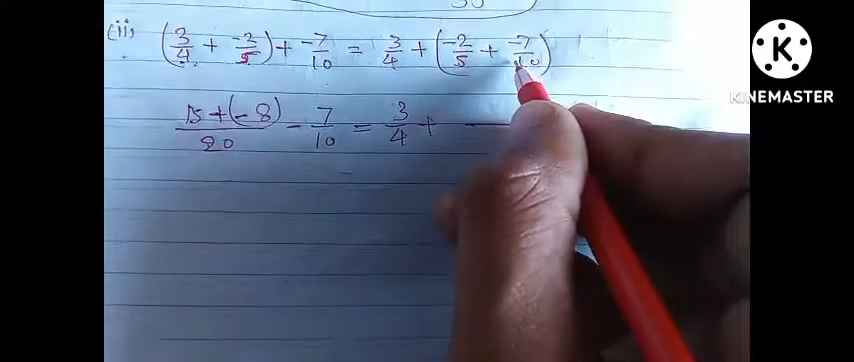 (ii) (3/4 + -2/5) + -7/10 = 3/4 + (-2/5 + -7/10)
15+(-8)/20 - 7/10 = 3/4 +
KINEMASTER